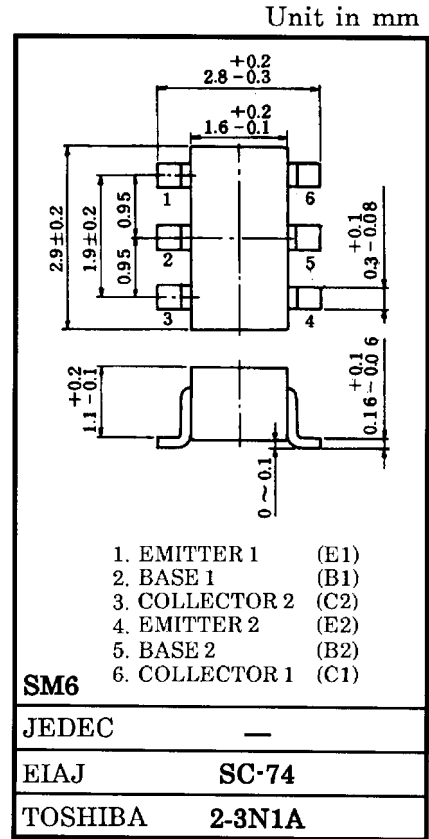 Unit in mm
+0.2
2.8-0.3
+0.2
1.6-0.1
2.9±0.2
1.9±0.2
0.95
0.95
1
2
3
6
5
4
+0.1
0.3-0.08
+0.2
1.1-0.1
+0.1
0.16-0.06
0~0.1
1. EMITTER 1 (E1)
2. BASE 1 (B1)
3. COLLECTOR 2 (C2)
4. EMITTER 2 (E2)
5. BASE 2 (B2)
6. COLLECTOR 1 (C1)
SM6
JEDEC —
EIAJ SC-74
TOSHIBA 2-3N1A